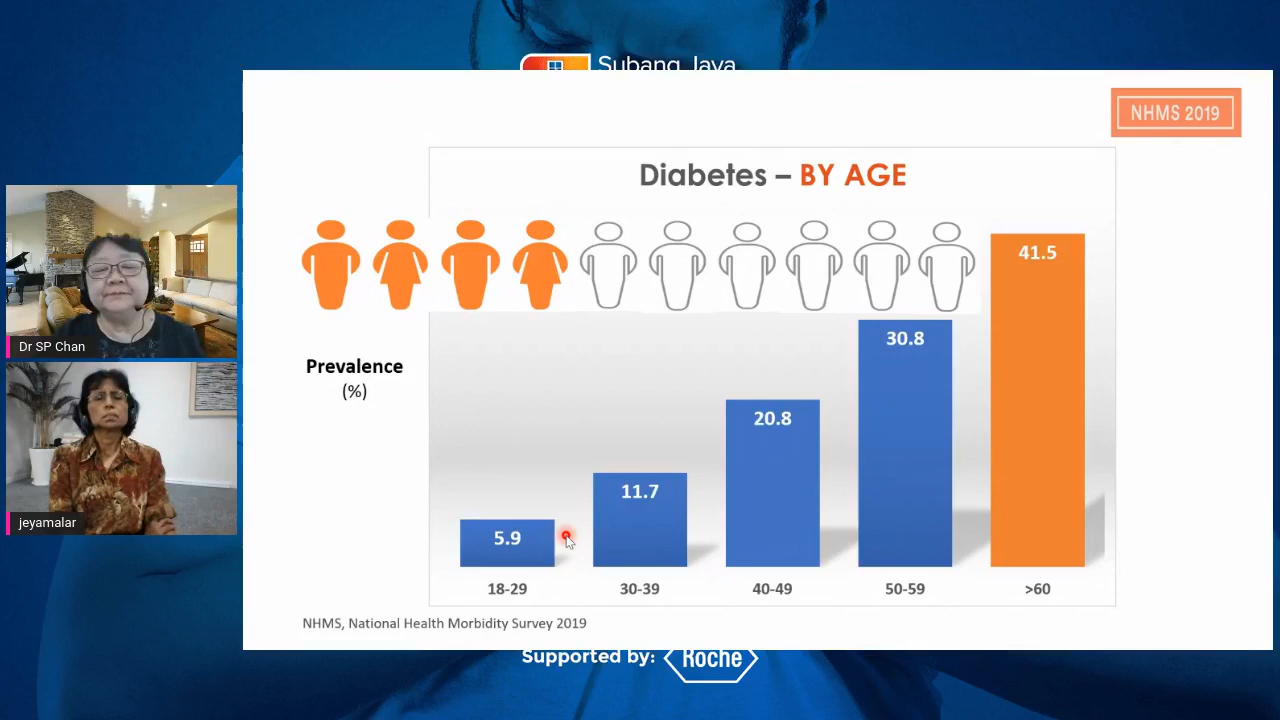 Subang Jaya
NHMS 2019
Diabetes – BY AGE
41.5
30.8
Prevalence
(%)
20.8
11.7
5.9
18-29
30-39
40-49
50-59
>60
NHMS, National Health Morbidity Survey 2019
Dr SP Chan
jeyamalar
Supported by:
Roche